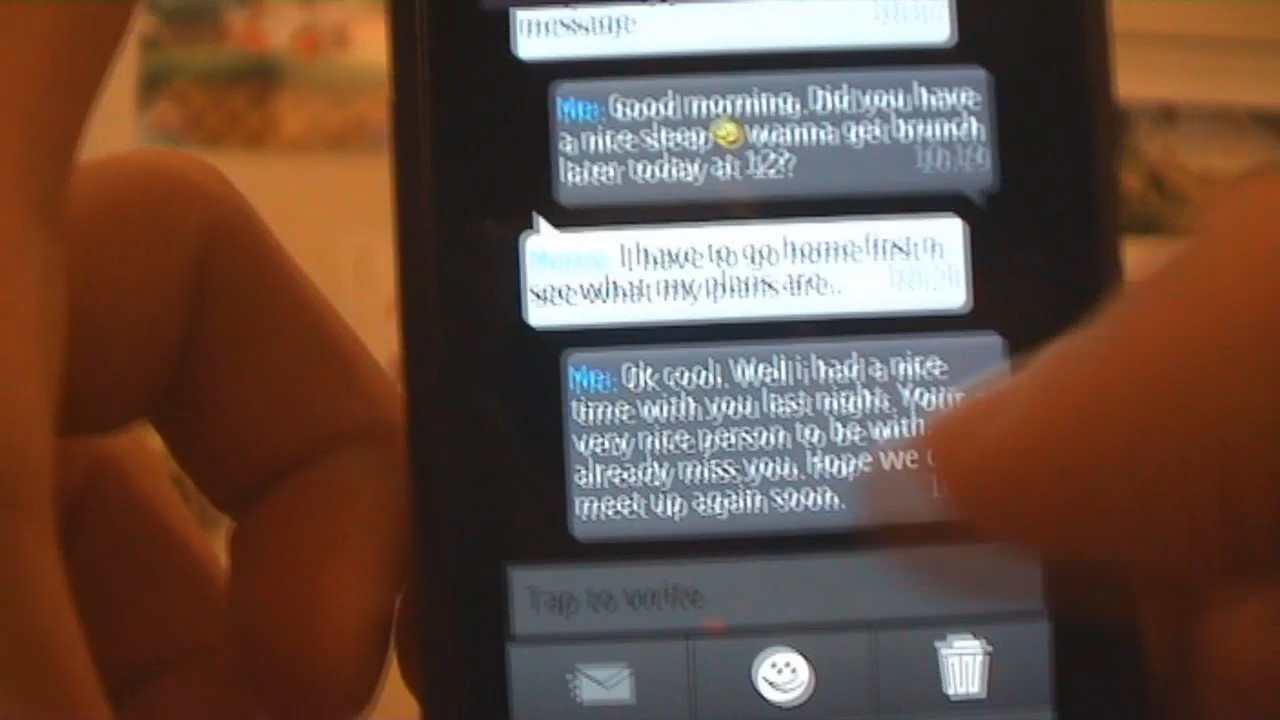 message
Me: Good morning. Did you have
a nice sleep wanna get brunch
later today at 12?
I have to go home first n
see what my plans are..
Me: Ok cool. Well i had a nice
time with you last night. Your
very nice person to be with
already miss you. Hope we
meet up again soon.
Tap to write